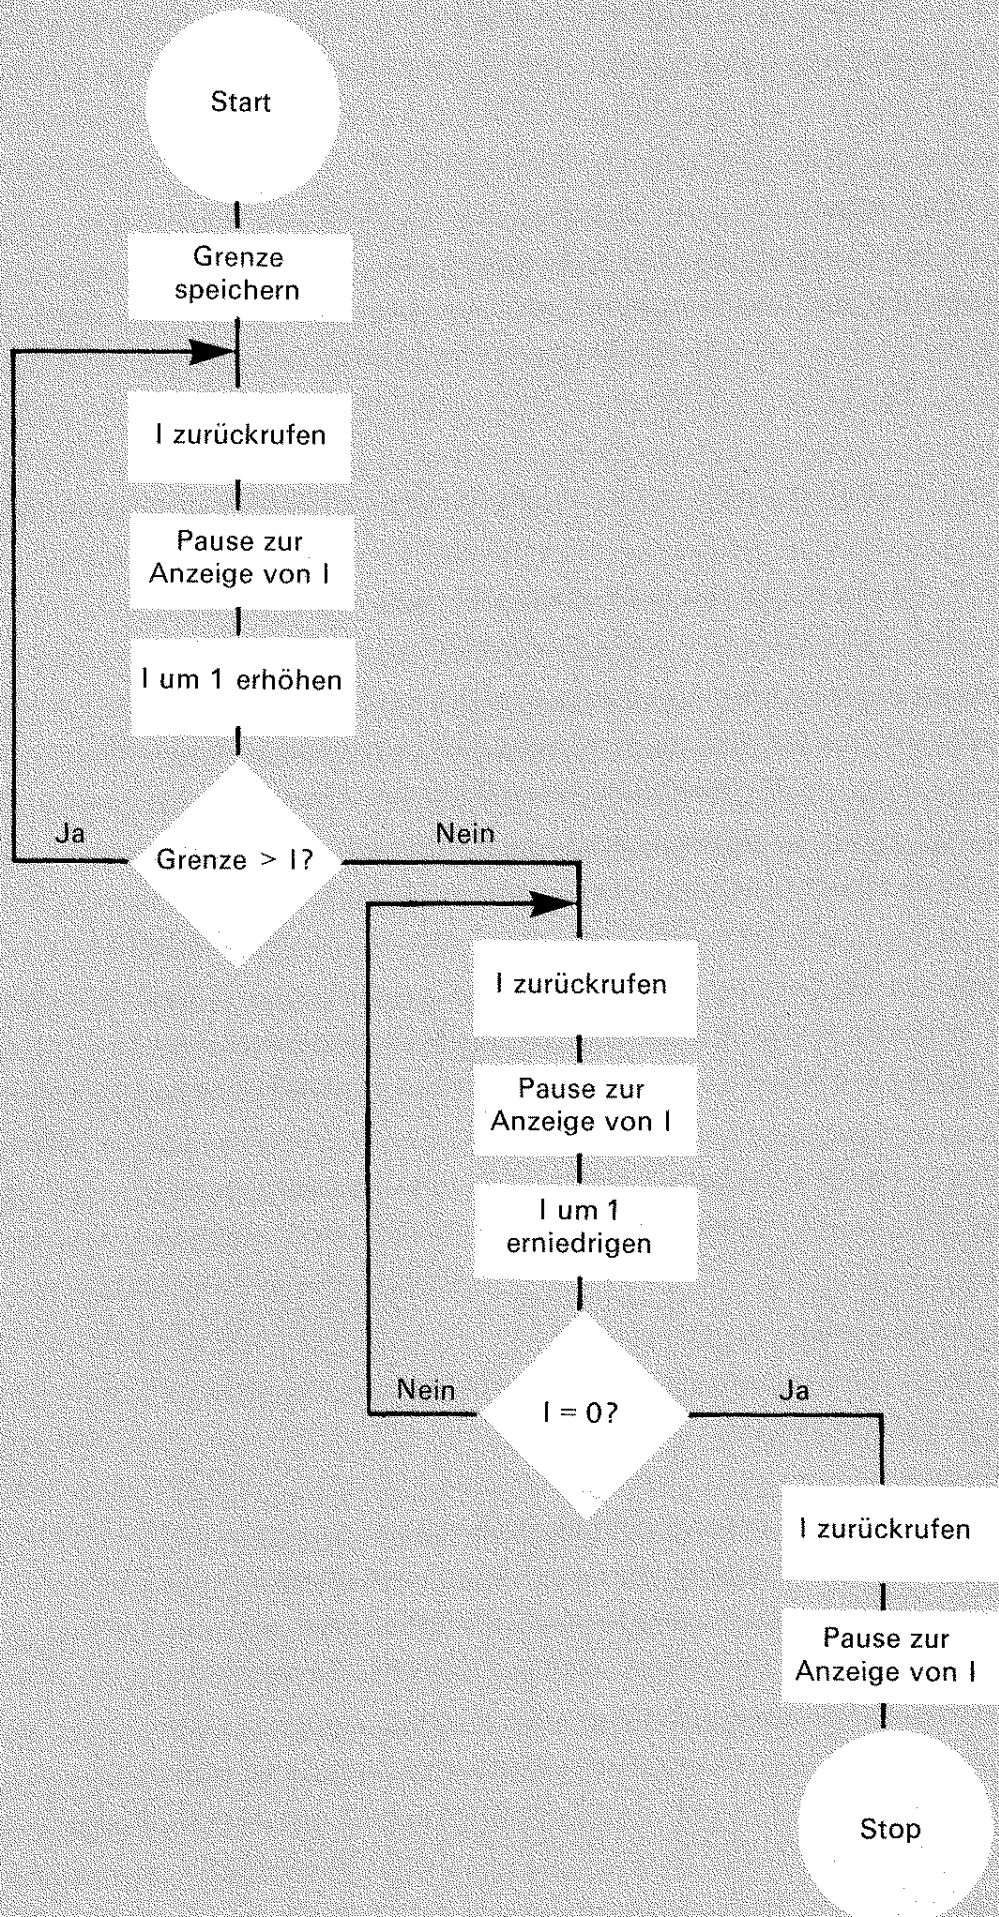 Start
Grenze
speichern
I zurückrufen
Pause zur
Anzeige von I
I um 1 erhöhen
Ja
Grenze > I?
Nein
I zurückrufen
Pause zur
Anzeige von I
I um 1
erniedrigen
Nein
I = 0?
Ja
I zurückrufen
Pause zur
Anzeige von I
Stop